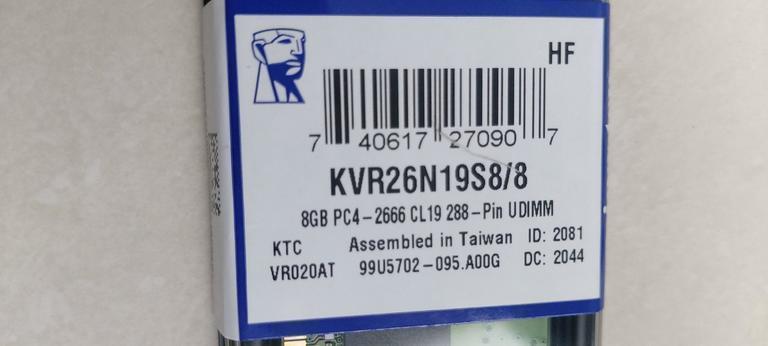 HF
7 40617 27090 7
KVR26N19S8/8
8GB PC4-2666 CL19 288-Pin UDIMM
KTC Assembled in Taiwan ID: 2081
VR020AT 99U5702-095.A00G DC: 2044